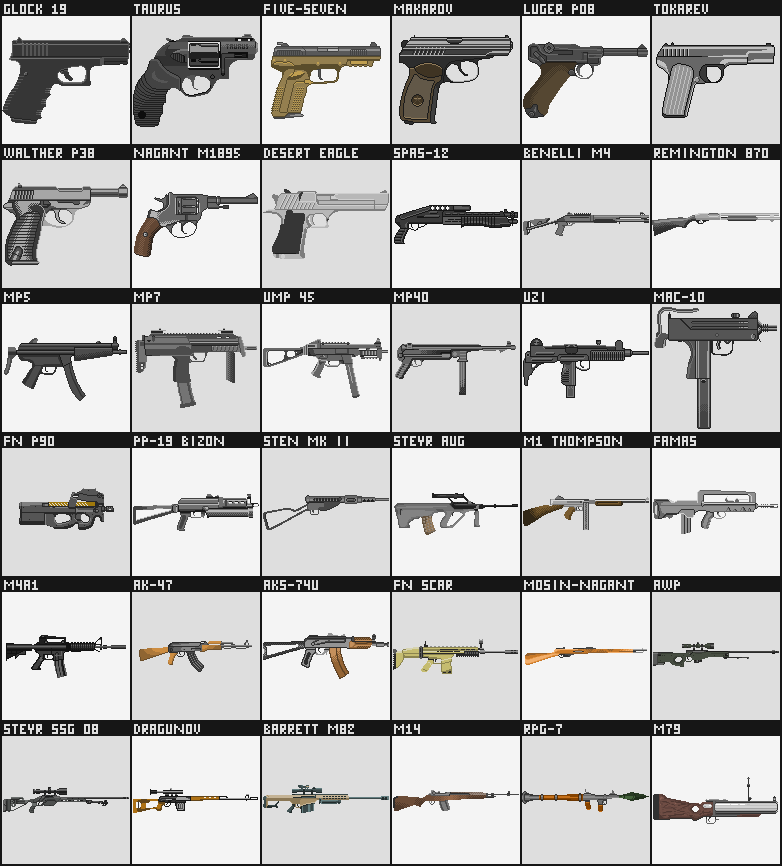 GLOCK 19 TAURUS FIVE-SEVEN MAKAROV LUGER P08 TOKAREV
TAURUS
WALTHER P38 NAGANT M1895 DESERT EAGLE SPAS-12 BENELLI M4 REMINGTON 870
MP5 MP7 UMP 45 MP40 UZI MAC-10
FN P90 PP-19 BIZON STEN MK II STEYR AUG M1 THOMPSON FAMAS
M4A1 AK-47 AKS-74U FN SCAR MOSIN-NAGANT AWP
STEYR SSG 08 DRAGUNOV BARRETT M82 M14 RPG-7 M79